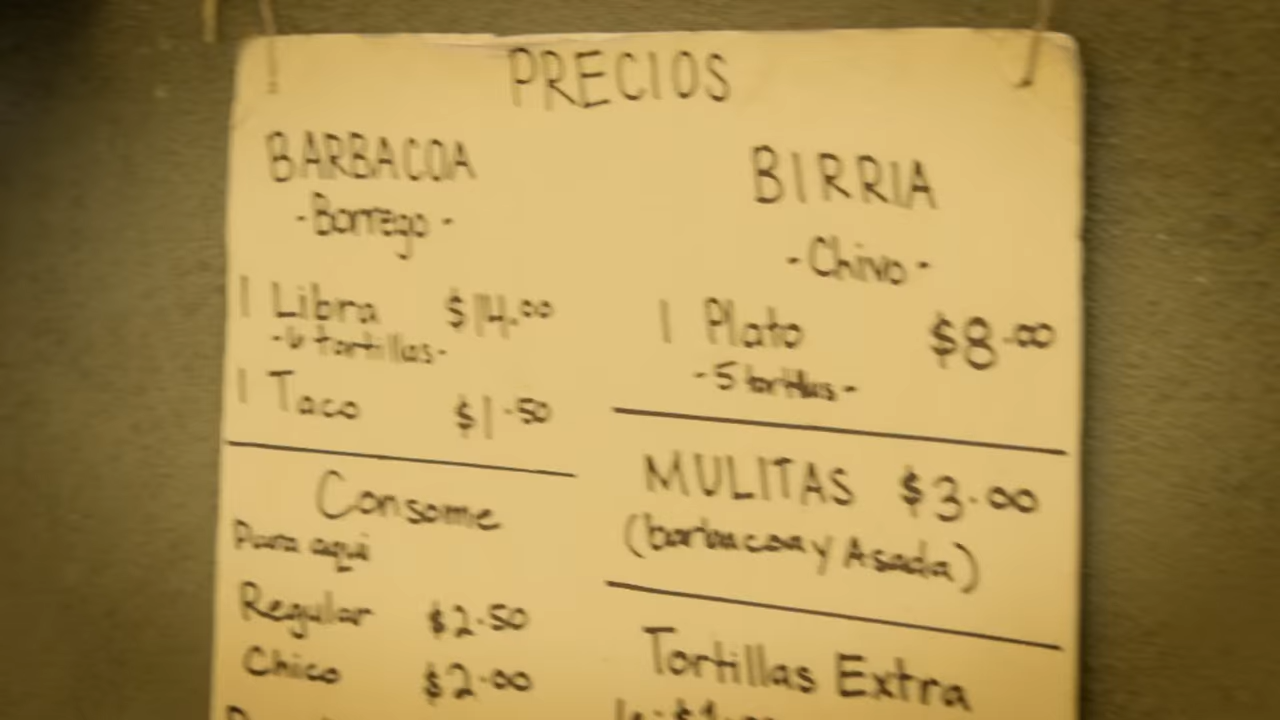 PRECIOS
BARBACOA
-Borrego-
1 Libra $14.00
-6 tortillas-
1 Taco $1.50
Consome
Para aqui
Regular $2.50
Chico $2.00
BIRRIA
-Chivo-
1 Plato $8.00
-5 tortillas-
MULITAS $3.00
(barbacoa y Asada)
Tortillas Extra